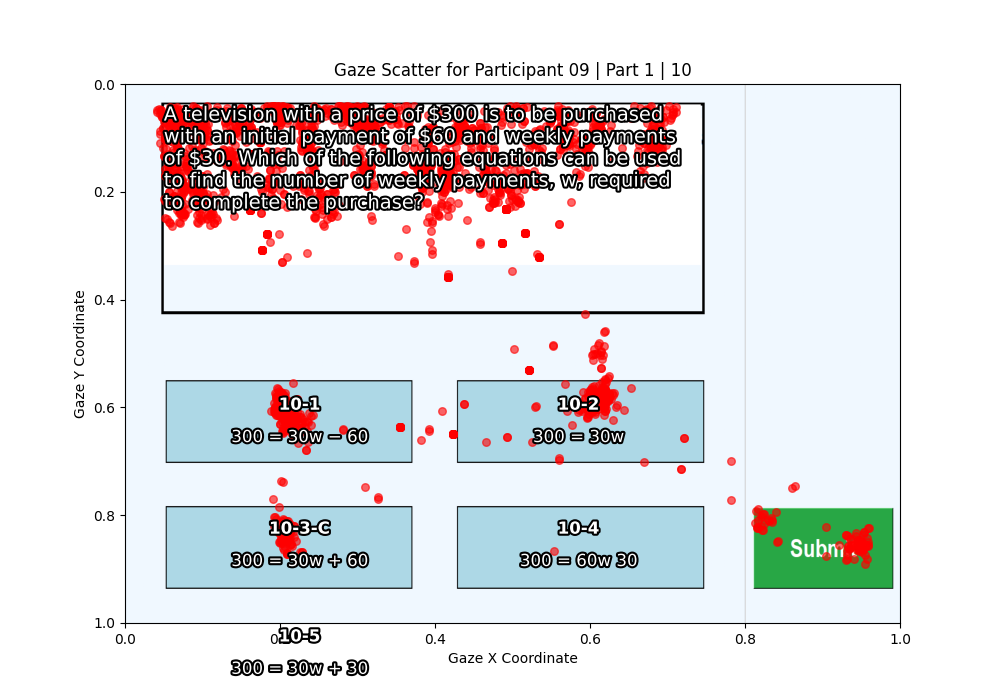 Gaze Scatter for Participant 09 | Part 1 | 10
0.0
0.2
0.4
0.6
0.8
1.0
Gaze Y Coordinate
A television with a price of $300 is to be purchased
with an initial payment of $60 and weekly payments
of $30. Which of the following equations can be used
to find the number of weekly payments, w, required
to complete the purchase?
10-1
300 = 30w − 60
10-2
300 = 30w
10-3-C
300 = 30w + 60
10-4
300 = 60w 30
Submit
0.0
0.2
0.4
0.6
0.8
1.0
10-5
Gaze X Coordinate
300 = 30w + 30